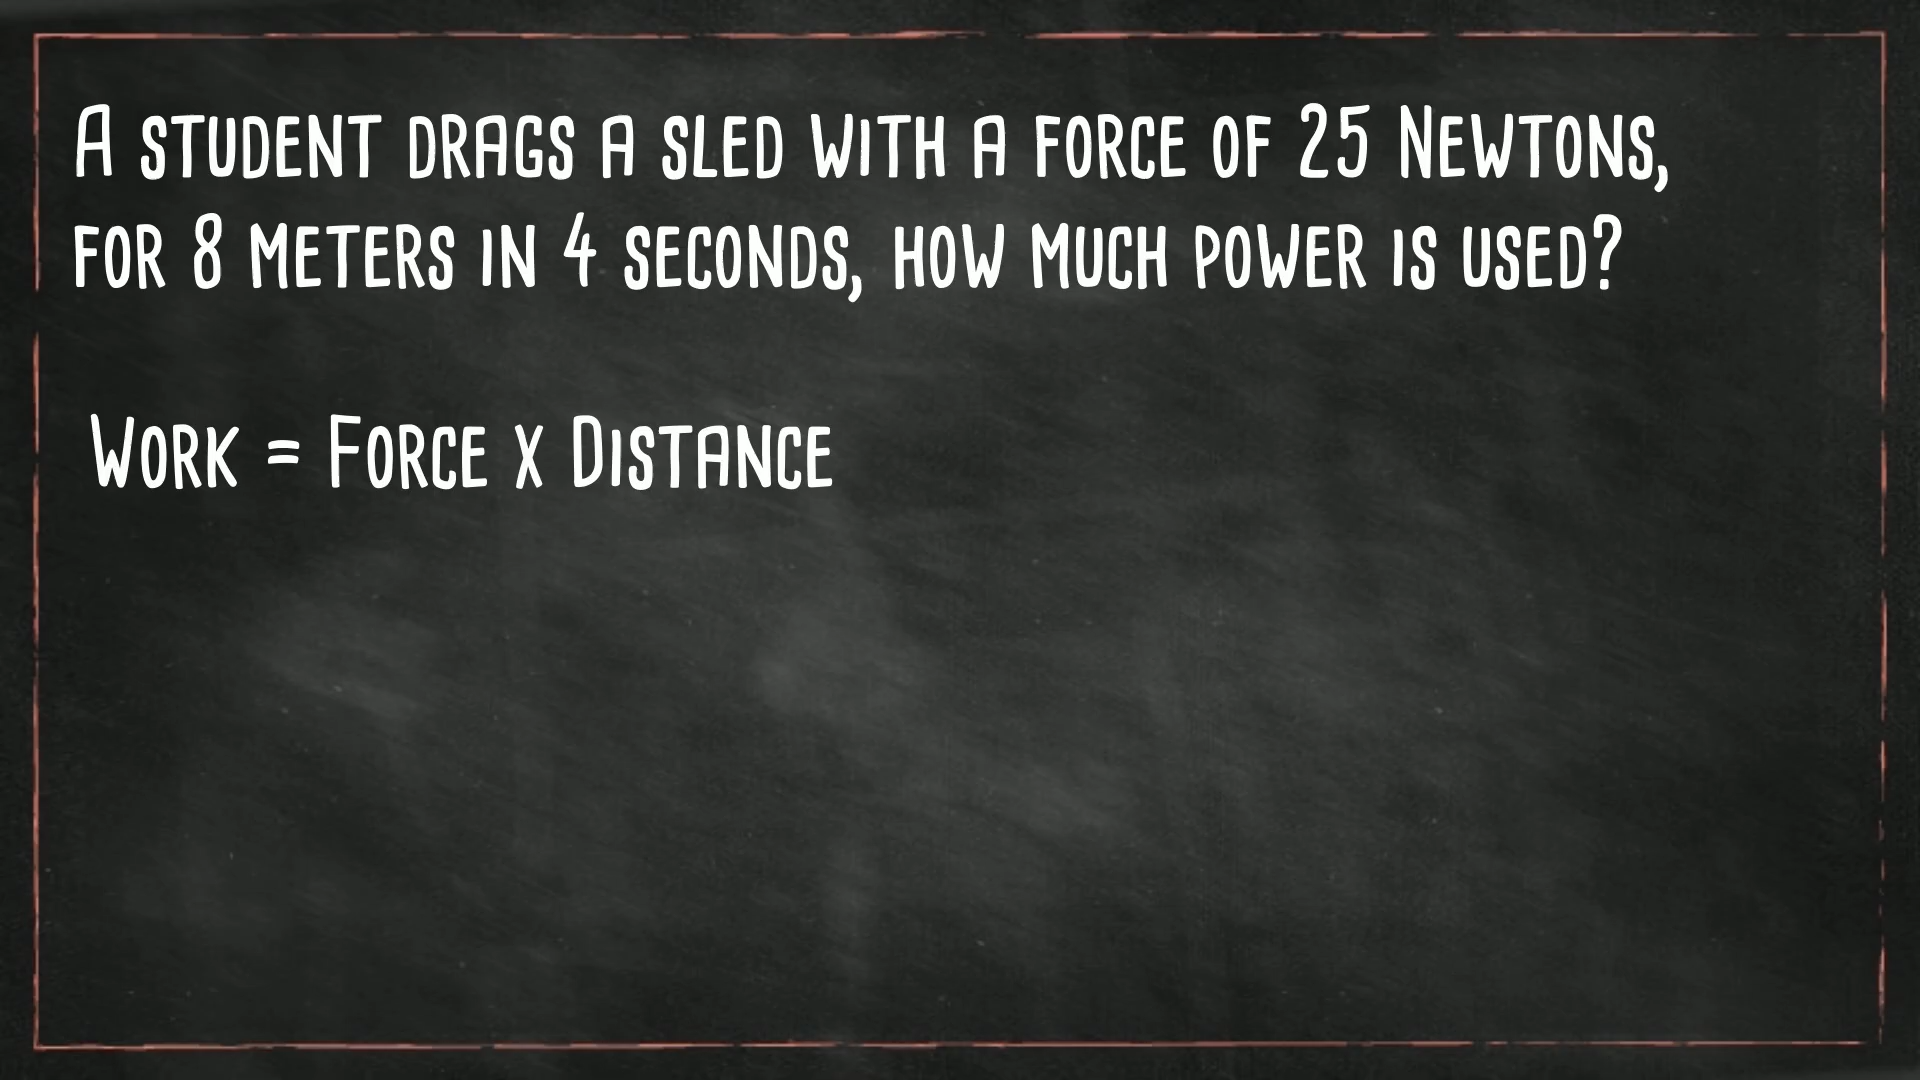 A student drags a sled with a force of 25 Newtons,
for 8 meters in 4 seconds, how much power is used?
Work = Force x Distance